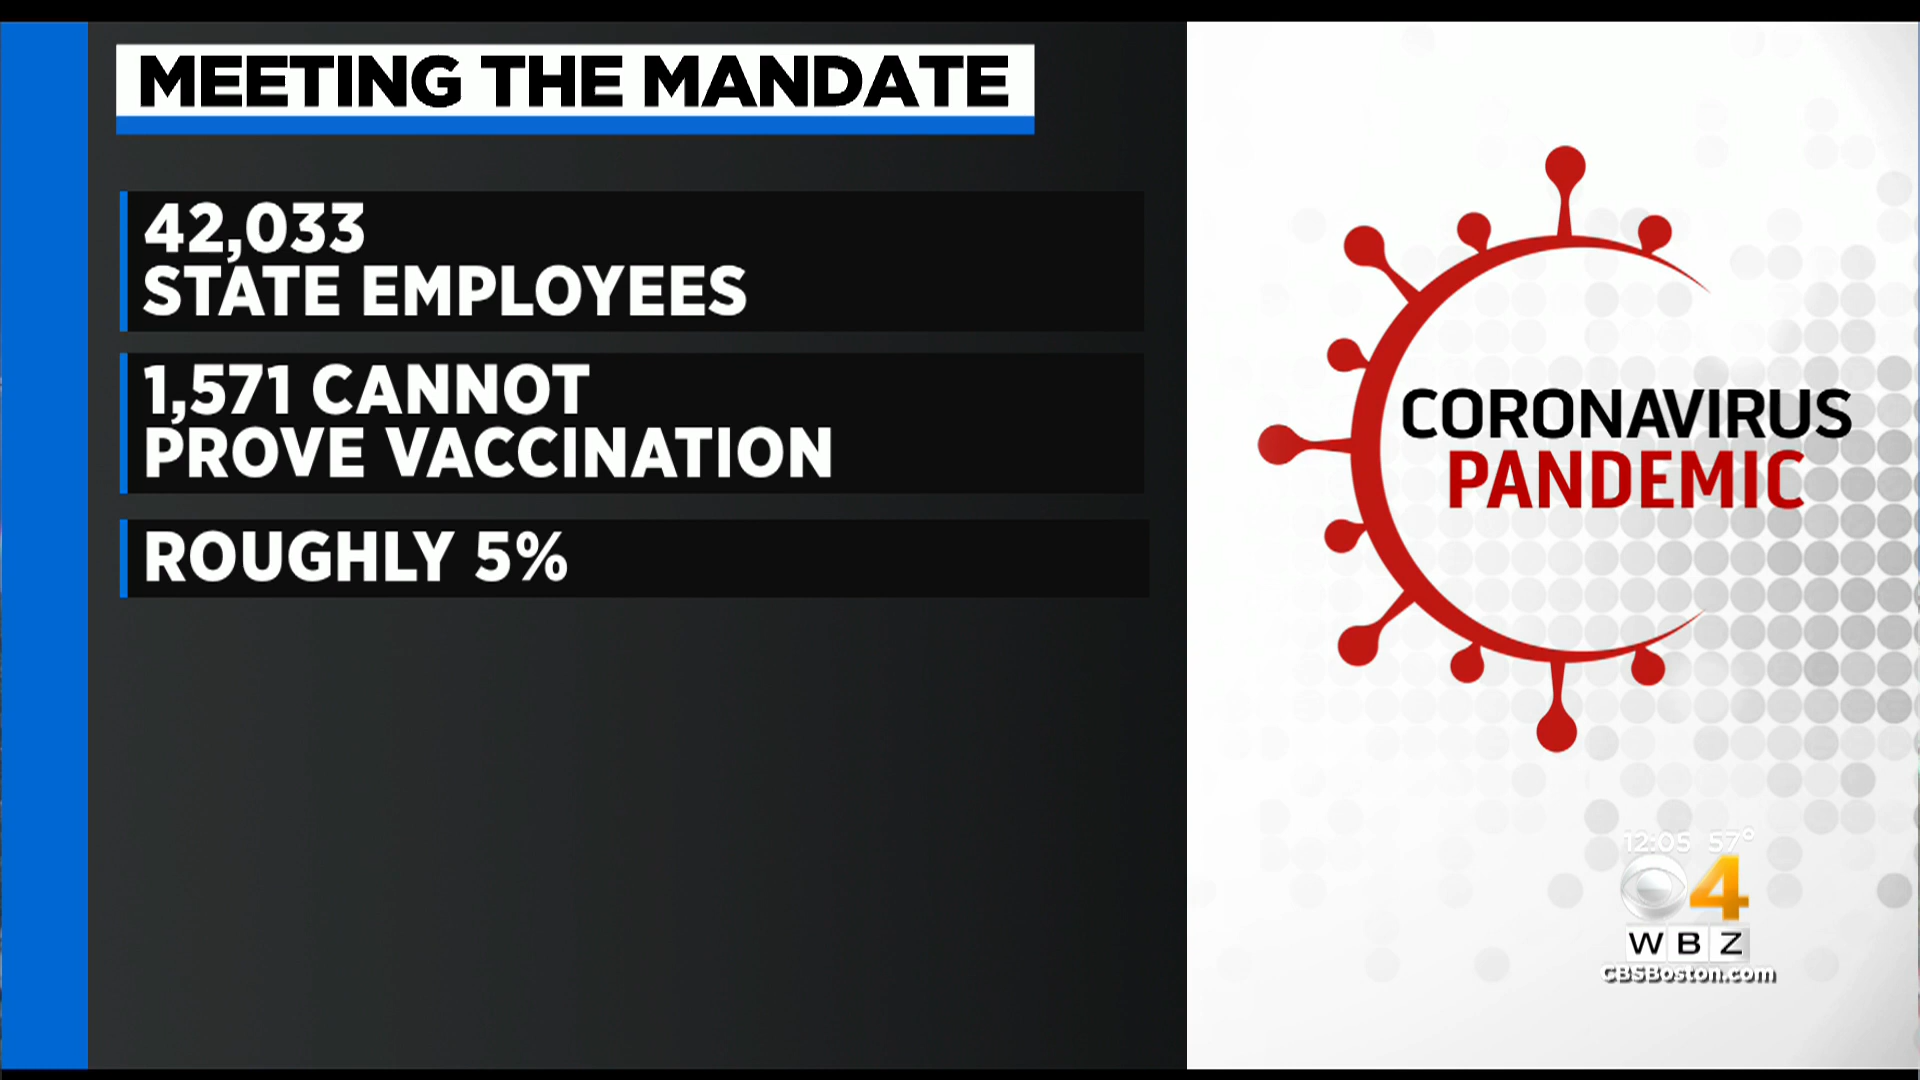 MEETING THE MANDATE
42,033
STATE EMPLOYEES
1,571 CANNOT
PROVE VACCINATION
ROUGHLY 5%
CORONAVIRUS
PANDEMIC
12:05 57°
4
WBZ
CBSBoston.com